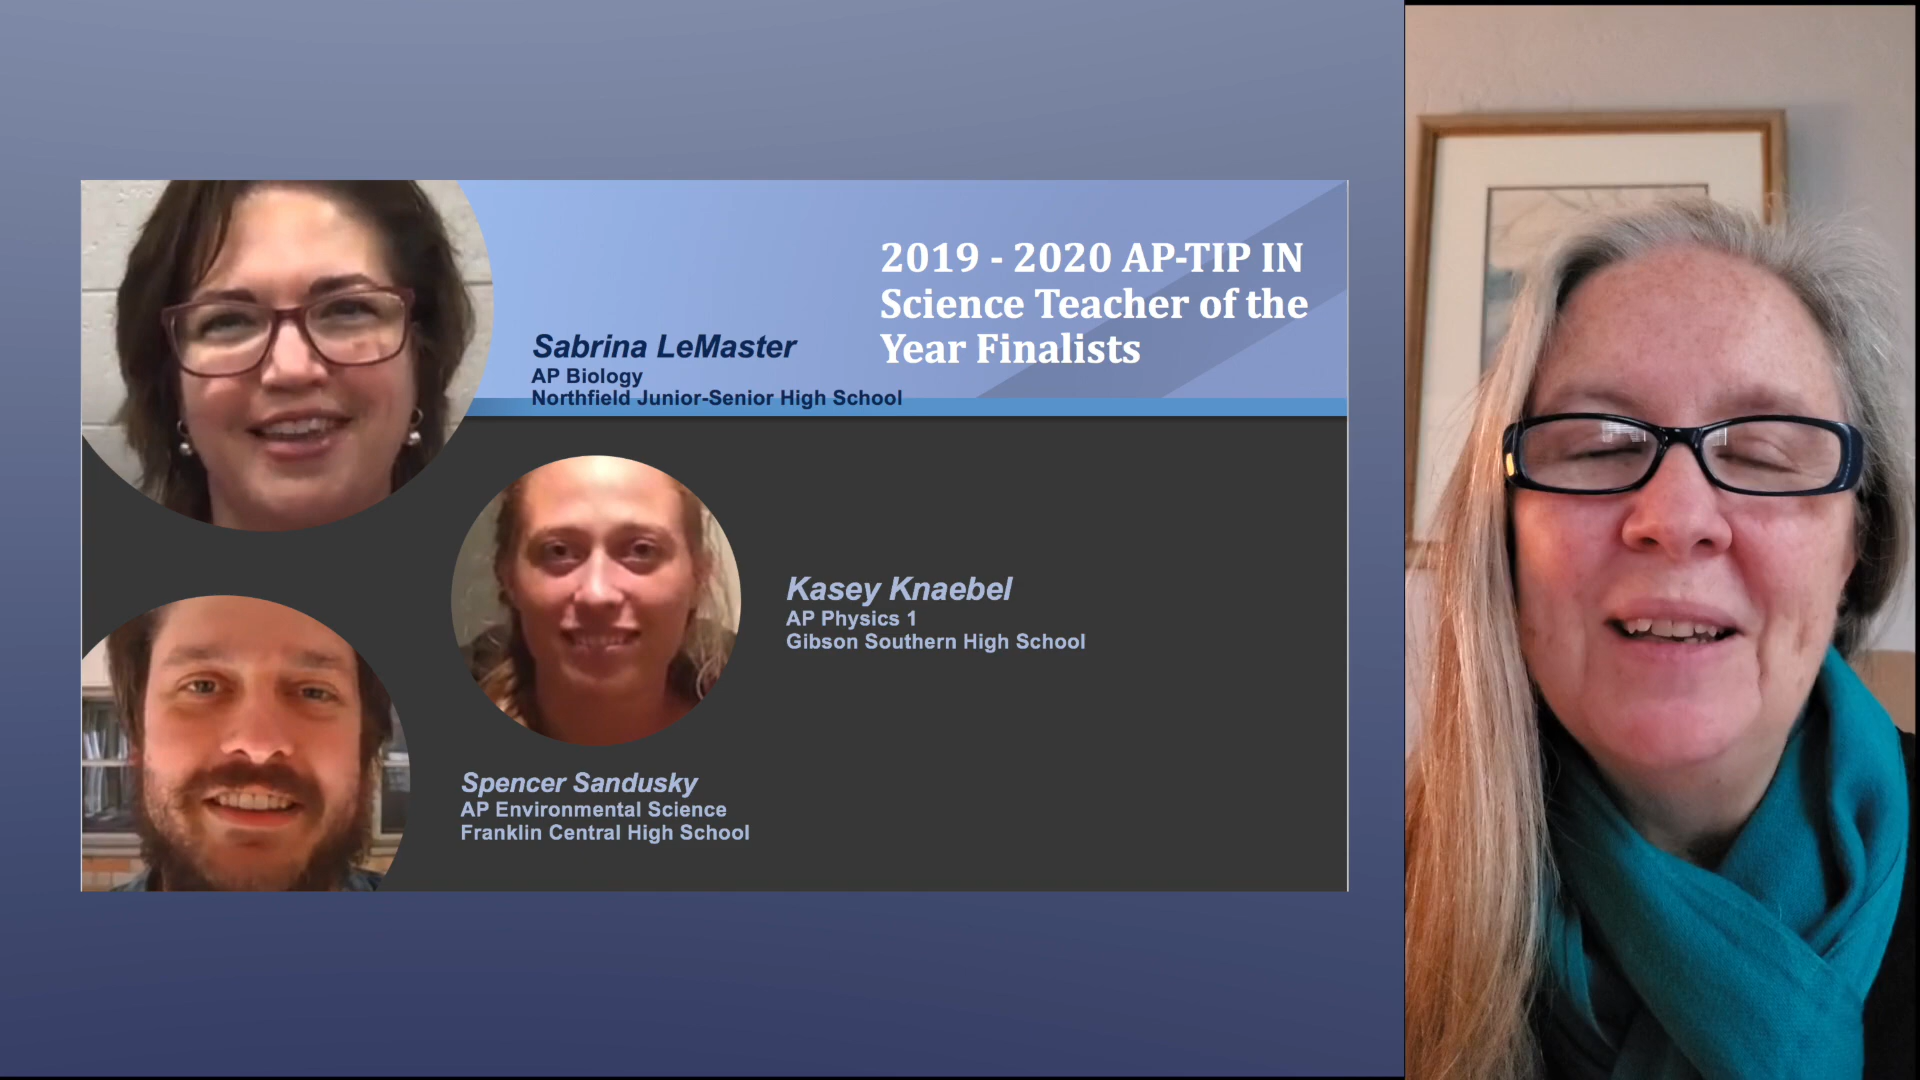 2019 - 2020 AP-TIP IN
Science Teacher of the
Year Finalists
Sabrina LeMaster
AP Biology
Northfield Junior-Senior High School
Kasey Knaebel
AP Physics 1
Gibson Southern High School
Spencer Sandusky
AP Environmental Science
Franklin Central High School